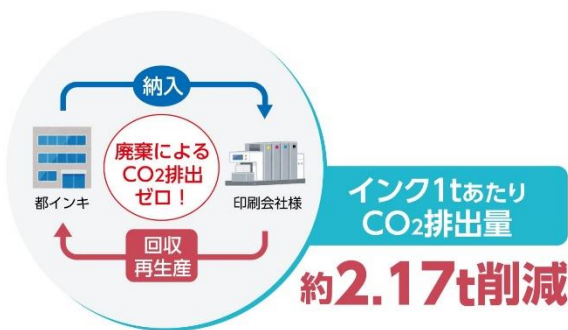 納入
廃棄による
CO2排出
ゼロ！
都インキ
印刷会社様
回収
再生産
インク1tあたり
CO2排出量
約2.17t削減